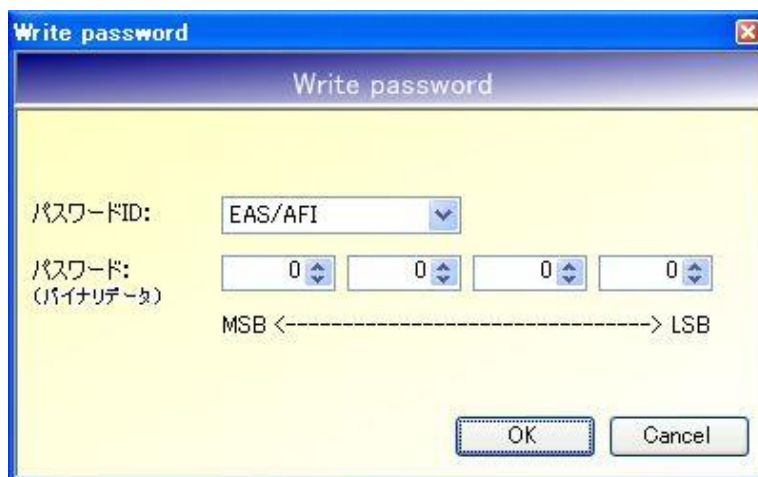 Write password
Write password
パスワードID: EAS/AFI
パスワード: 0 0 0 0
(バイナリデータ)
MSB <--------------------------------> LSB
OK Cancel